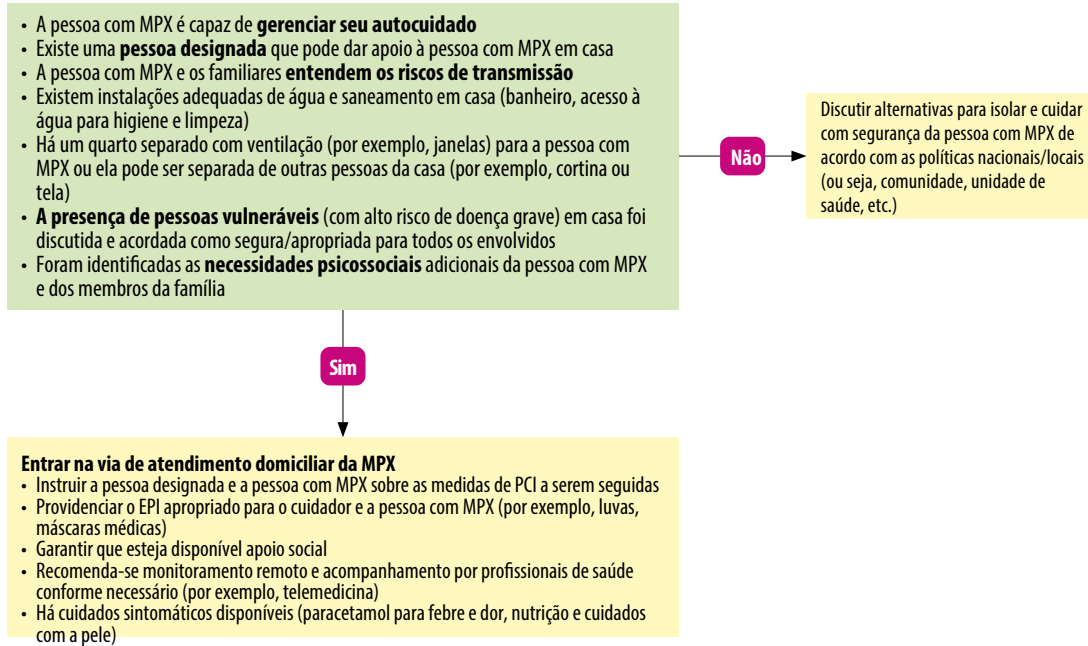 • A pessoa com MPX é capaz de gerenciar seu autocuidado
• Existe uma pessoa designada que pode dar apoio à pessoa com MPX em casa
• A pessoa com MPX e os familiares entendem os riscos de transmissão
• Existem instalações adequadas de água e saneamento em casa (banheiro, acesso à
água para higiene e limpeza)
• Há um quarto separado com ventilação (por exemplo, janelas) para a pessoa com
MPX ou ela pode ser separada de outras pessoas da casa (por exemplo, cortina ou
tela)
• A presença de pessoas vulneráveis (com alto risco de doença grave) em casa foi
discutida e acordada como segura/apropriada para todos os envolvidos
• Foram identificadas as necessidades psicossociais adicionais da pessoa com MPX
e dos membros da família
Não
Discutir alternativas para isolar e cuidar
com segurança da pessoa com MPX de
acordo com as políticas nacionais/locais
(ou seja, comunidade, unidade de
saúde, etc.)
Sim
Entrar na via de atendimento domiciliar da MPX
• Instruir a pessoa designada e a pessoa com MPX sobre as medidas de PCI a serem seguidas
• Providenciar o EPI apropriado para o cuidador e a pessoa com MPX (por exemplo, luvas,
máscaras médicas)
• Garantir que esteja disponível apoio social
• Recomenda-se monitoramento remoto e acompanhamento por profissionais de saúde
conforme necessário (por exemplo, telemedicina)
• Há cuidados sintomáticos disponíveis (paracetamol para febre e dor, nutrição e cuidados
com a pele)